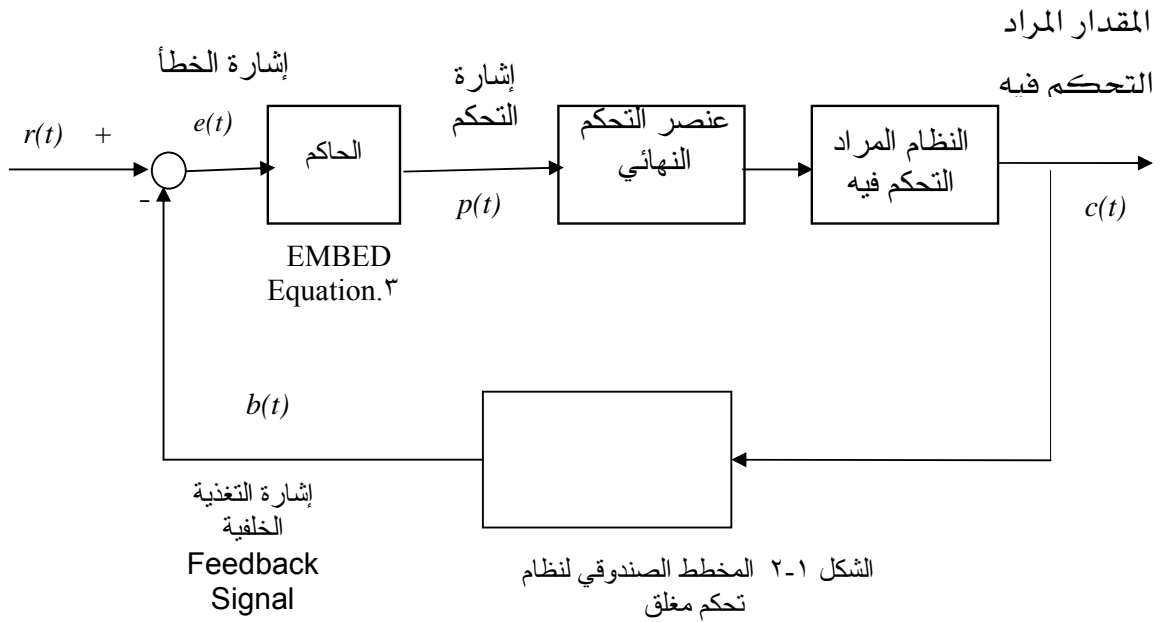 المقدار المراد
التحكم فيه
إشارة الخطأ
إشارة
التحكم
r(t) +
e(t)
الحاكم
عنصر التحكم
النهائي
النظام المراد
التحكم فيه
-
p(t)
c(t)
EMBED
Equation.٣
b(t)
إشارة التغذية
الخلفية
Feedback
Signal
الشكل ١-٢ المخطط الصندوقي لنظام
تحكم مغلق